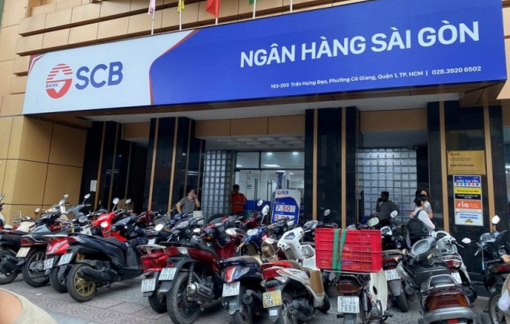 SCB
BANK
NGÂN HÀNG SÀI GÒN
193-203 Trần Hưng Đạo, Phường Cô Giang, Quận 1, TP. HCM | 028.3920 6502